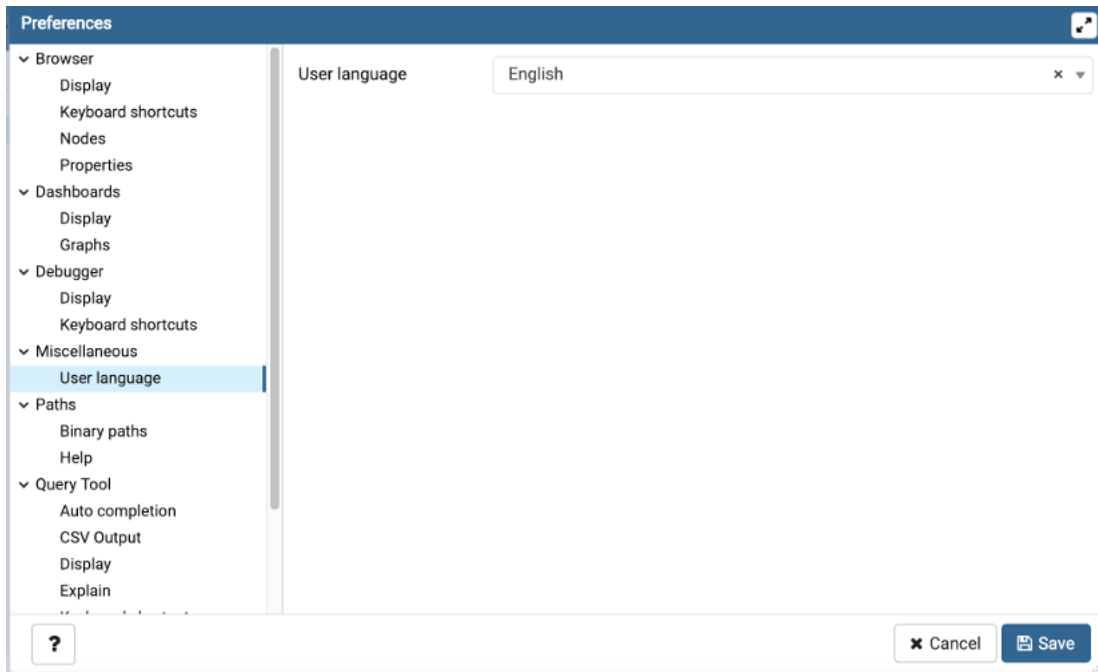 Preferences
Browser
Display
Keyboard shortcuts
Nodes
Properties
Dashboards
Display
Graphs
Debugger
Display
Keyboard shortcuts
Miscellaneous
User language
Paths
Binary paths
Help
Query Tool
Auto completion
CSV Output
Display
Explain
User language English
? Cancel Save